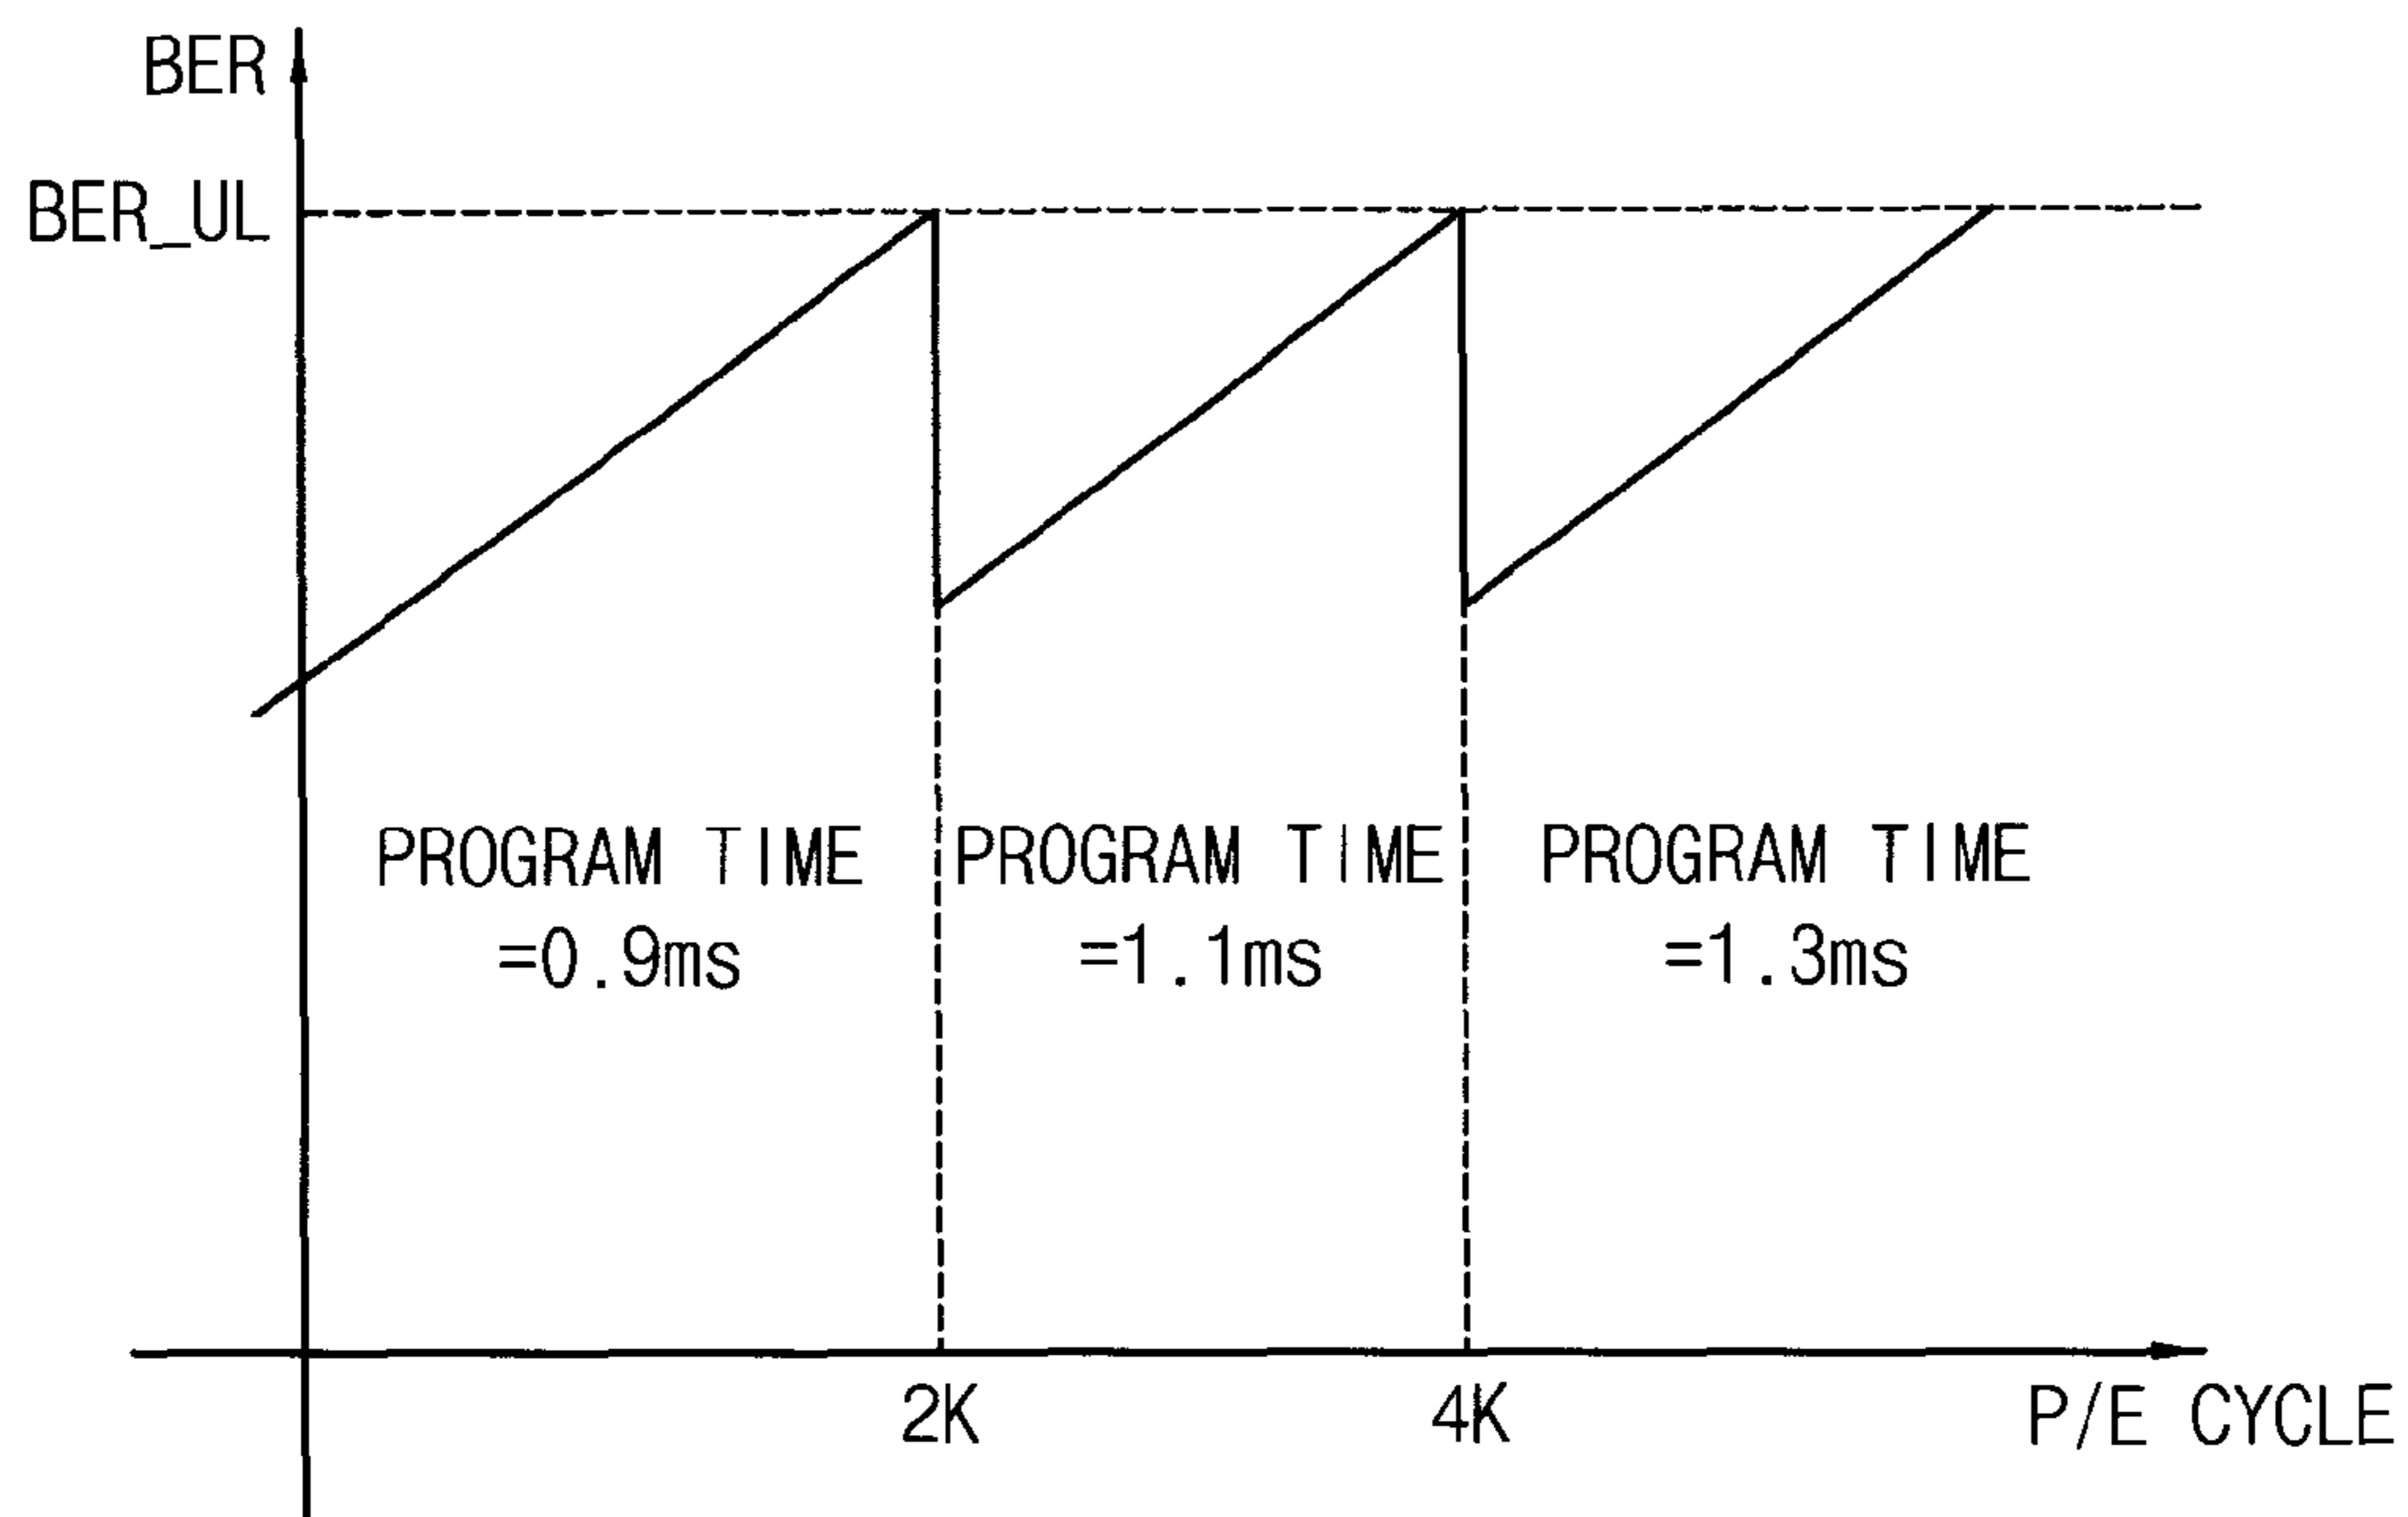 BER
BER_UL
PROGRAM TIME
=0.9ms
PROGRAM TIME
=1.1ms
PROGRAM TIME
=1.3ms
2K
4K
P/E CYCLE